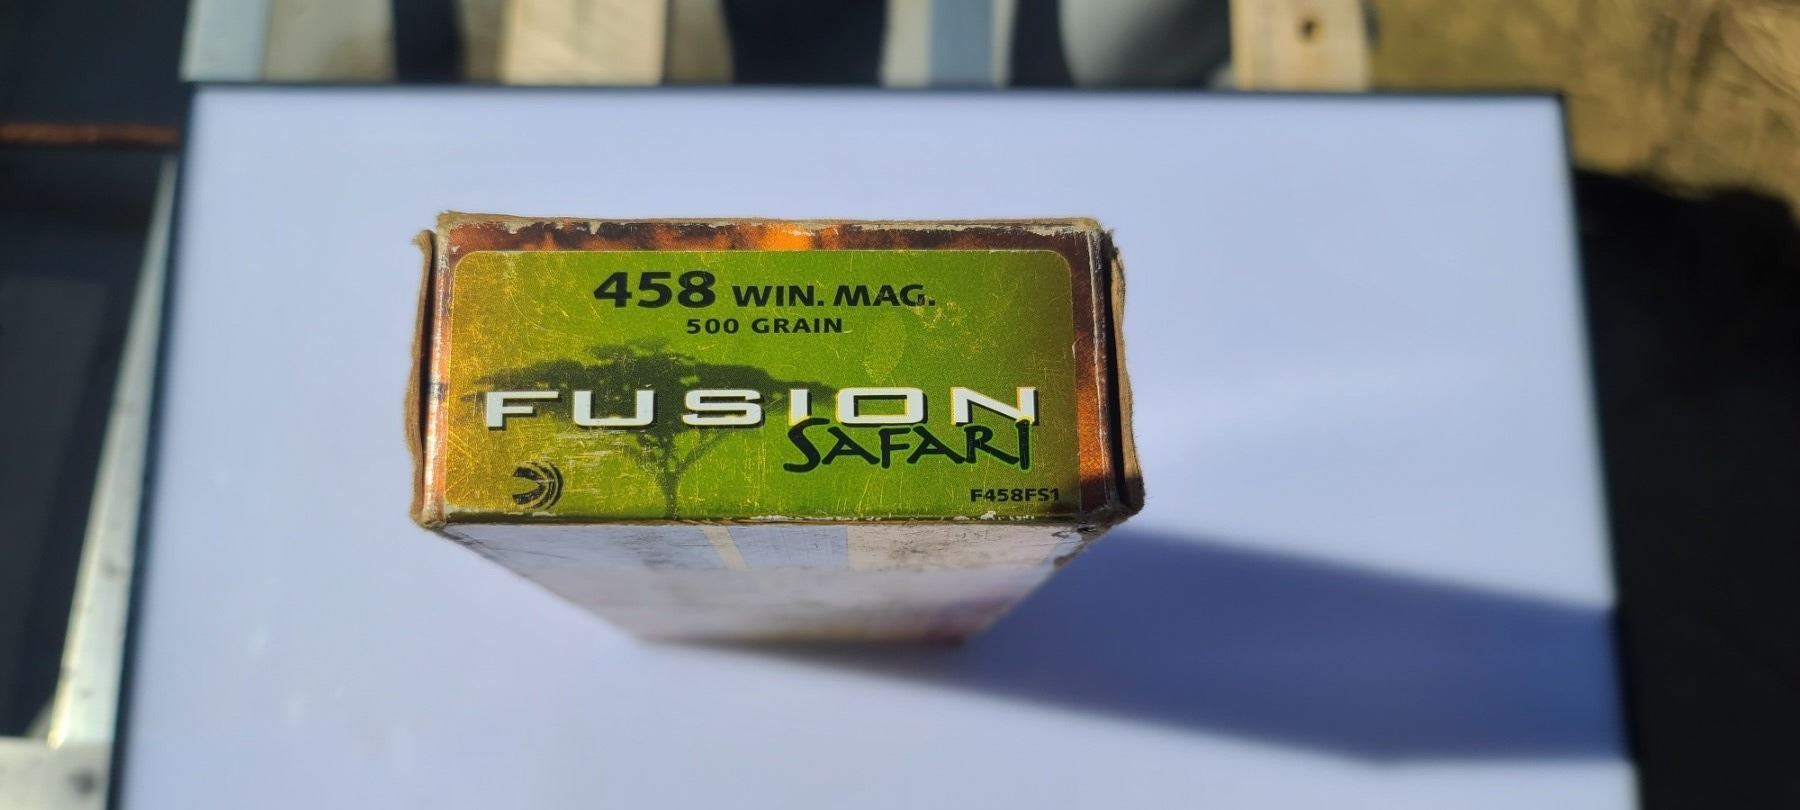 458 WIN. MAG.
500 GRAIN
FUSION
SAFARI
F458FS1